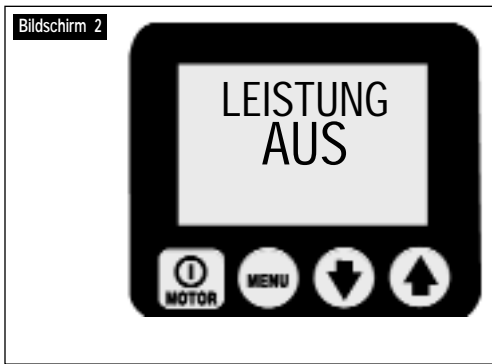 Bildschirm 2
LEISTUNG
AUS
MOTOR
MENU